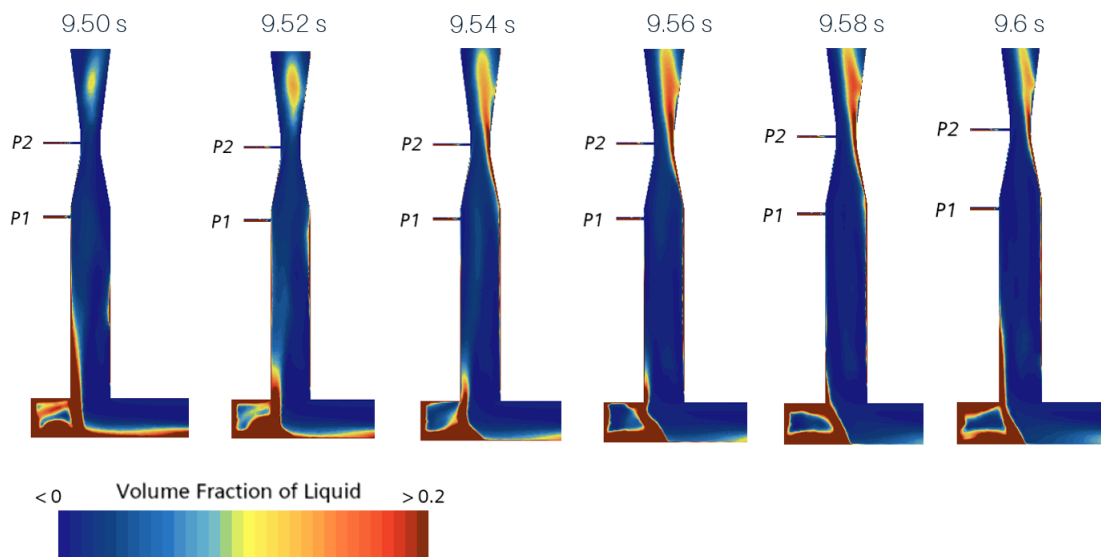 9.50 s 9.52 s 9.54 s 9.56 s 9.58 s 9.6 s
P2 P2 P2 P2 P2 P2
P1 P1 P1 P1 P1 P1
Volume Fraction of Liquid
< 0 > 0.2